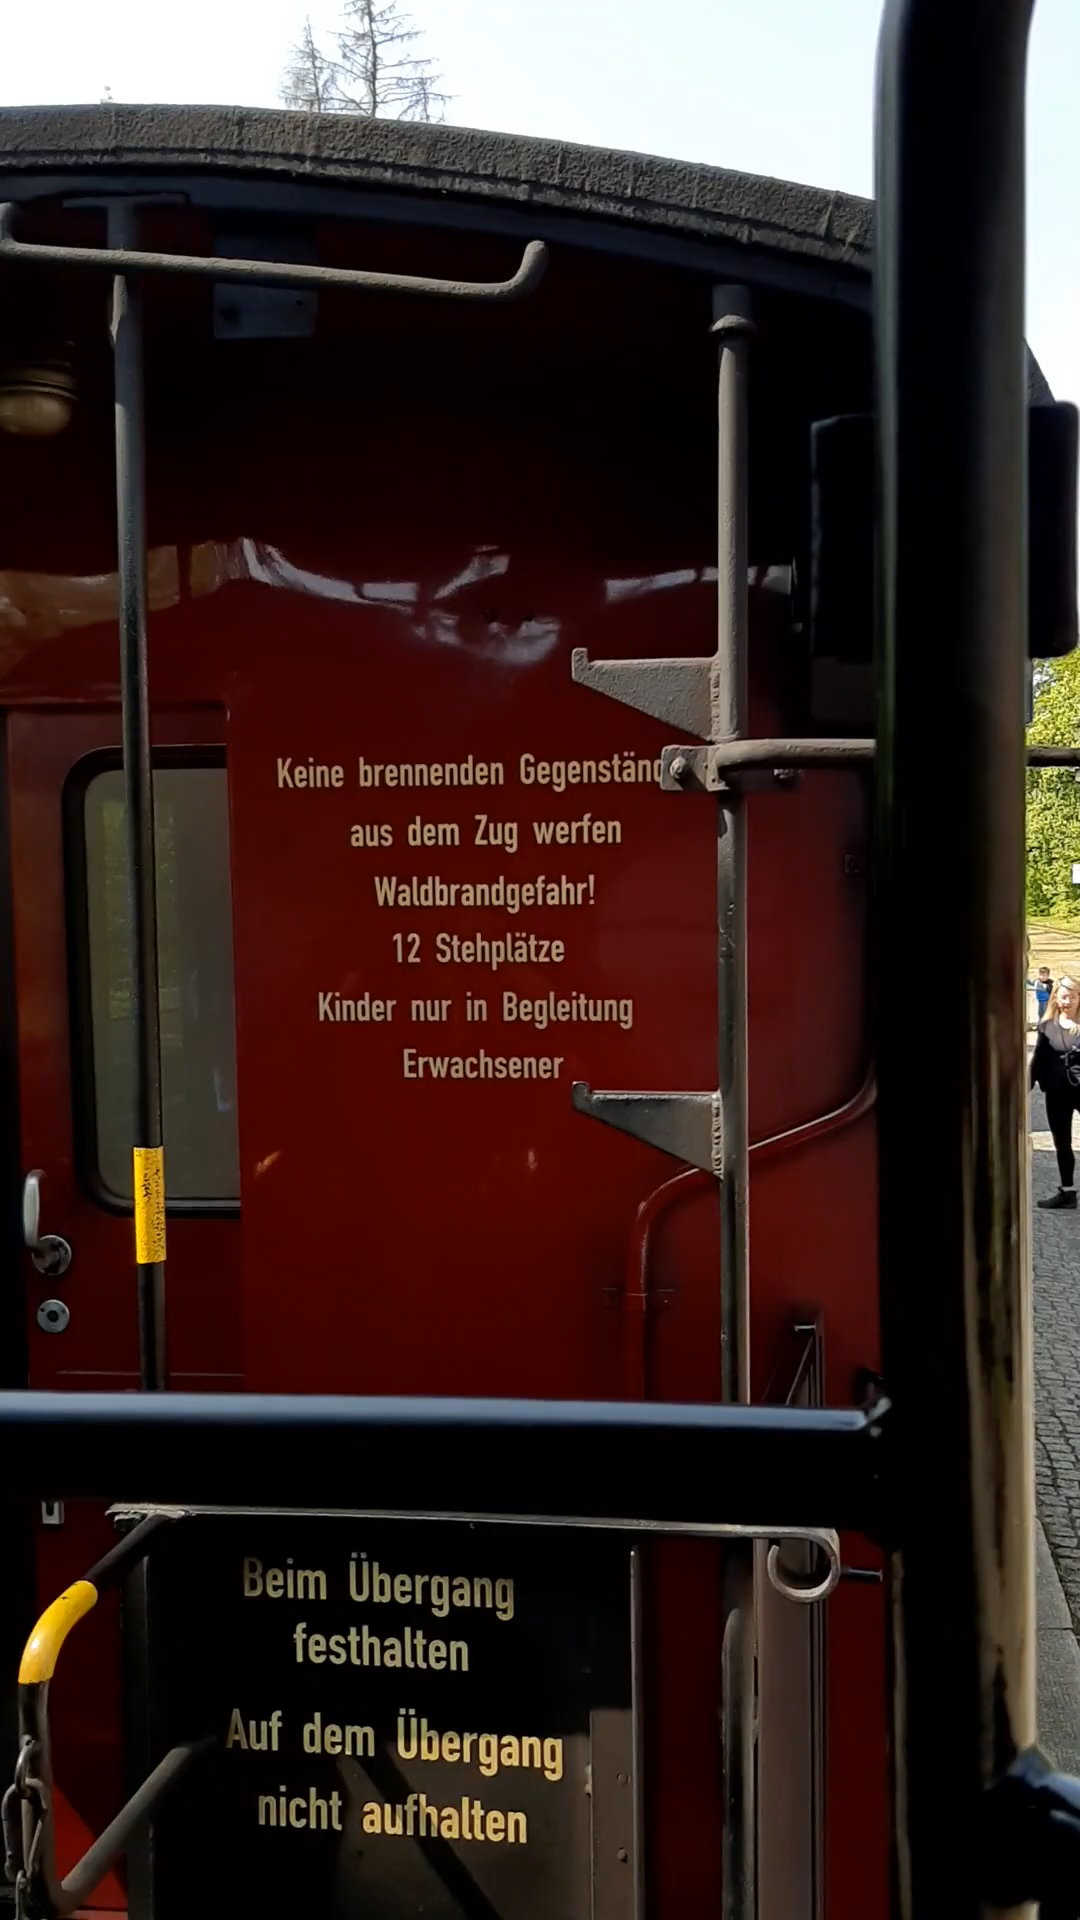 Keine brennenden Gegenständ
aus dem Zug werfen
Waldbrandgefahr!
12 Stehplätze
Kinder nur in Begleitung
Erwachsener
Beim Übergang
festhalten
Auf dem Übergang
nicht aufhalten